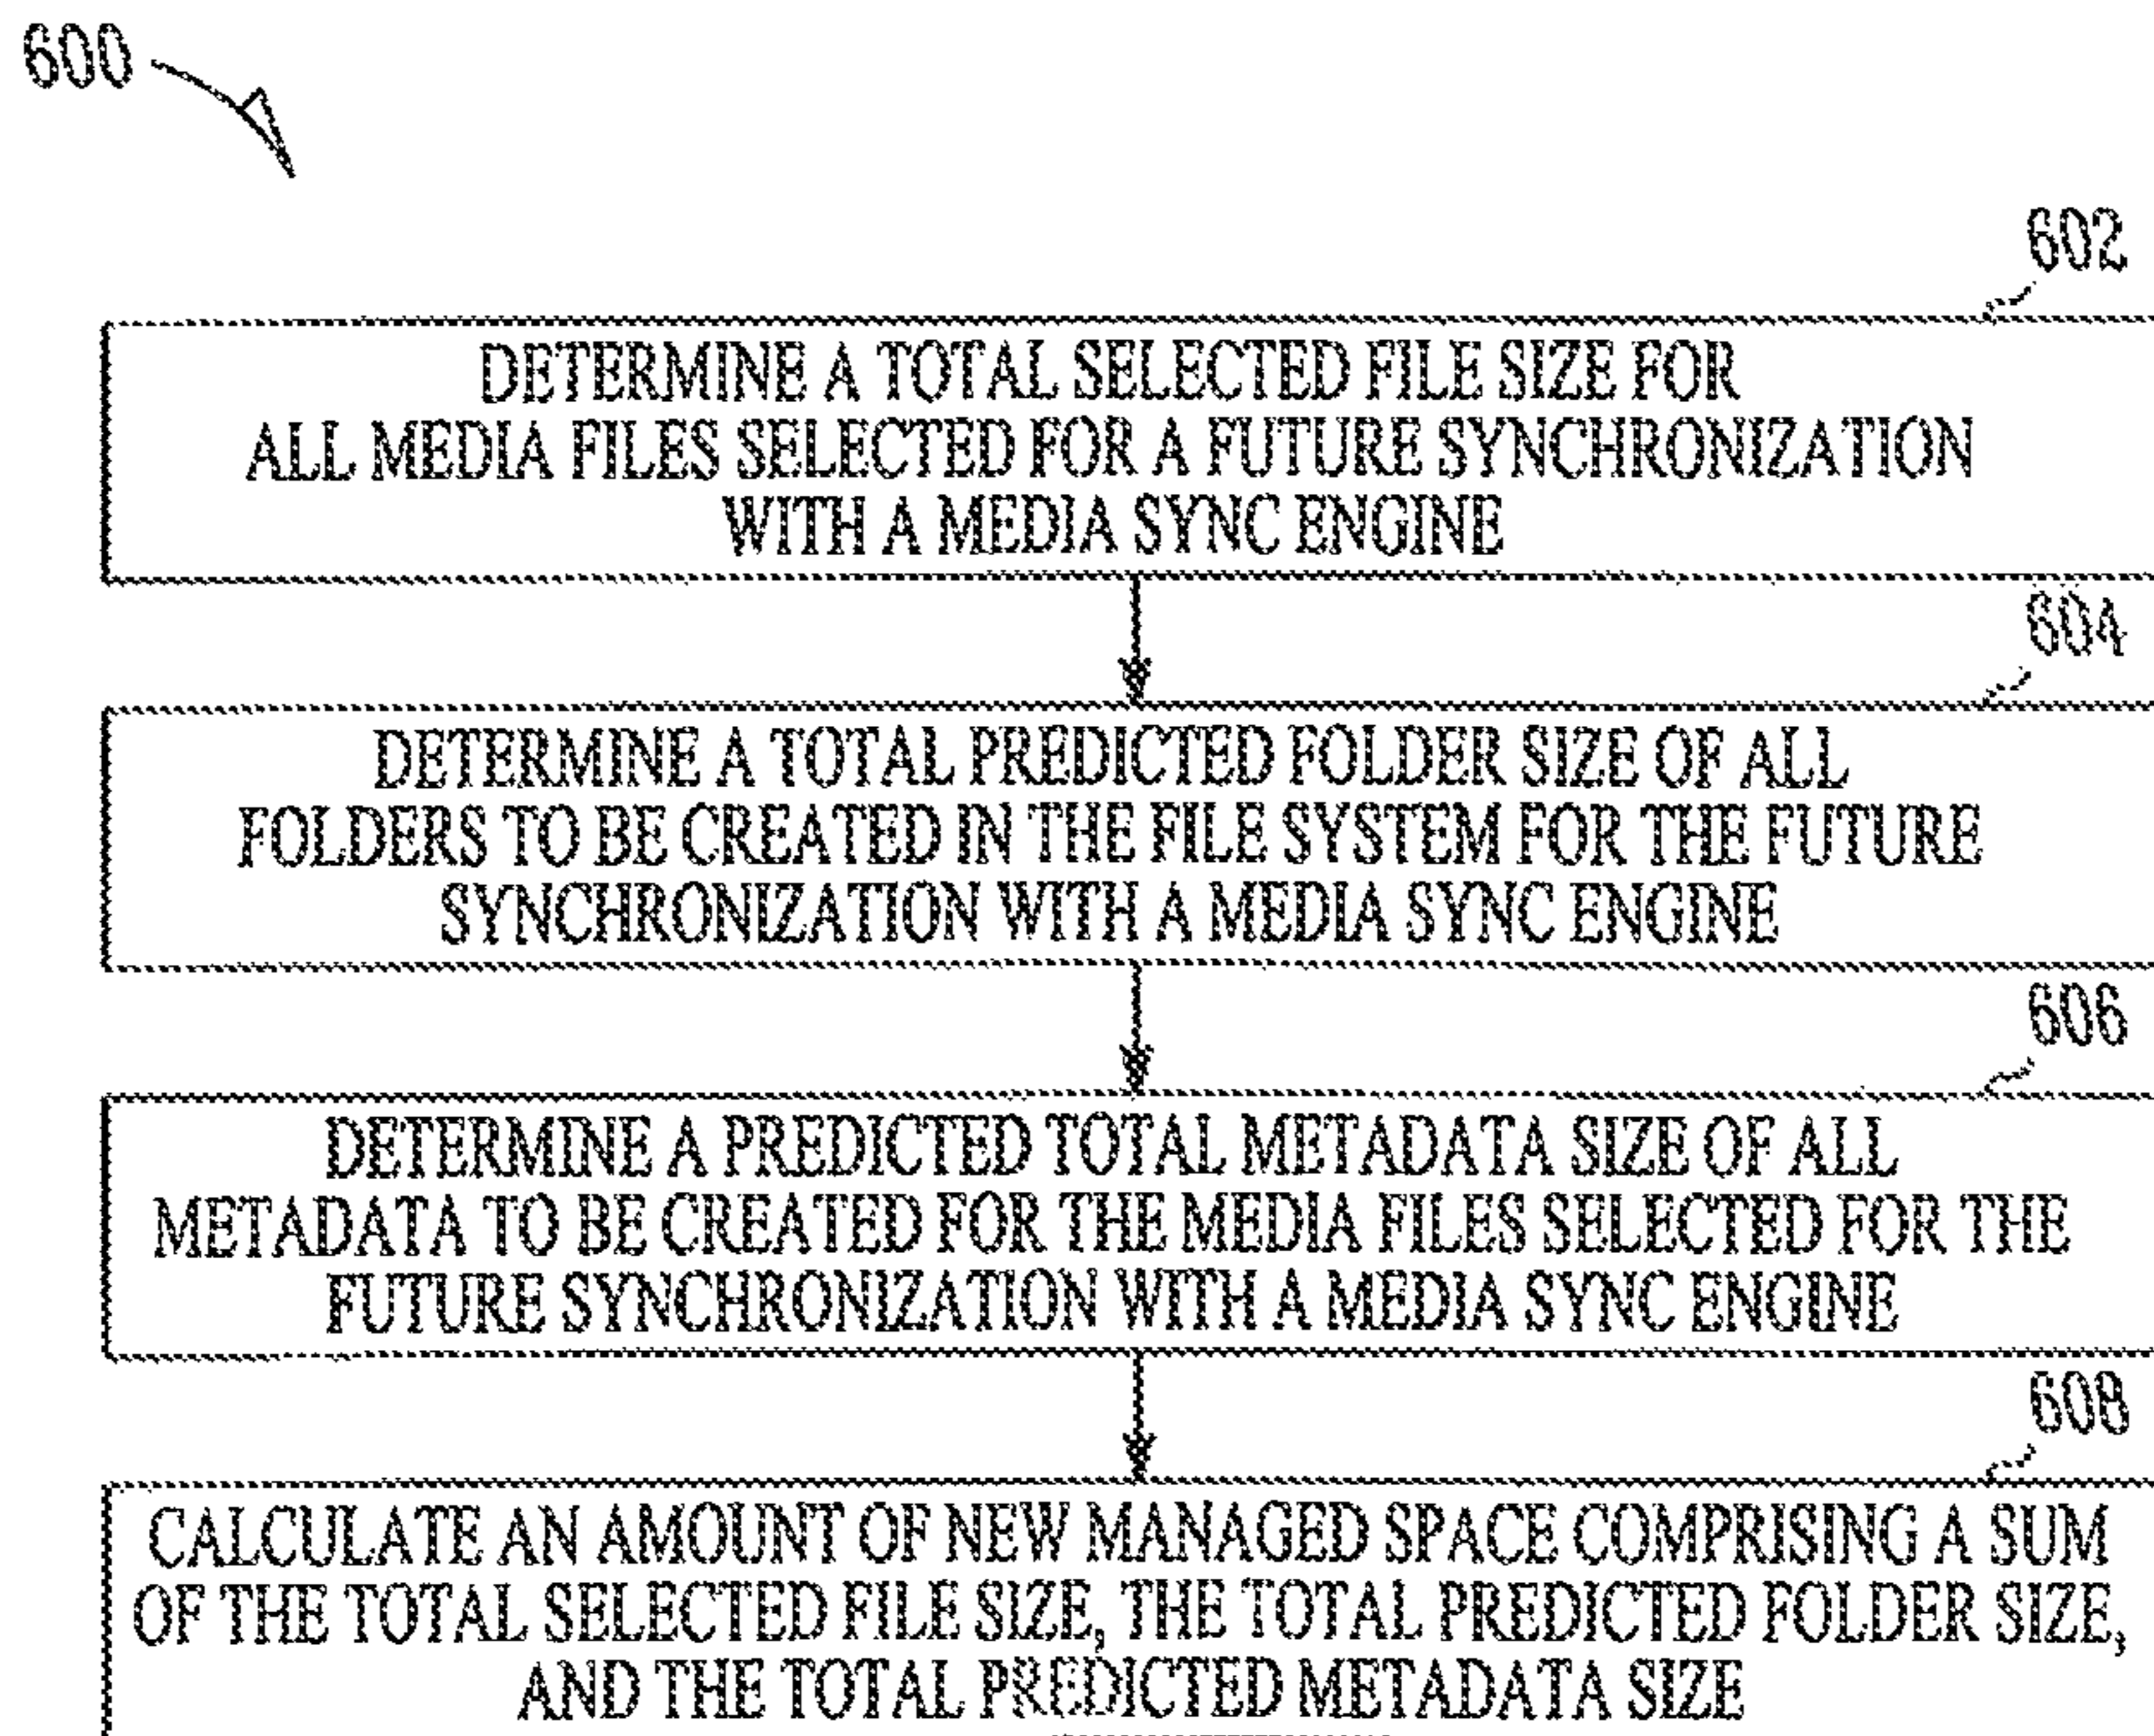 600
602
DETERMINE A TOTAL SELECTED FILE SIZE FOR
ALL MEDIA FILES SELECTED FOR A FUTURE SYNCHRONIZATION
WITH A MEDIA SYNC ENGINE
604
DETERMINE A TOTAL PREDICTED FOLDER SIZE OF ALL
FOLDERS TO BE CREATED IN THE FILE SYSTEM FOR THE FUTURE
SYNCHRONIZATION WITH A MEDIA SYNC ENGINE
606
DETERMINE A PREDICTED TOTAL METADATA SIZE OF ALL
METADATA TO BE CREATED FOR THE MEDIA FILES SELECTED FOR THE
FUTURE SYNCHRONIZATION WITH A MEDIA SYNC ENGINE
608
CALCULATE AN AMOUNT OF NEW MANAGED SPACE COMPRISING A SUM
OF THE TOTAL SELECTED FILE SIZE, THE TOTAL PREDICTED FOLDER SIZE,
AND THE TOTAL PREDICTED METADATA SIZE